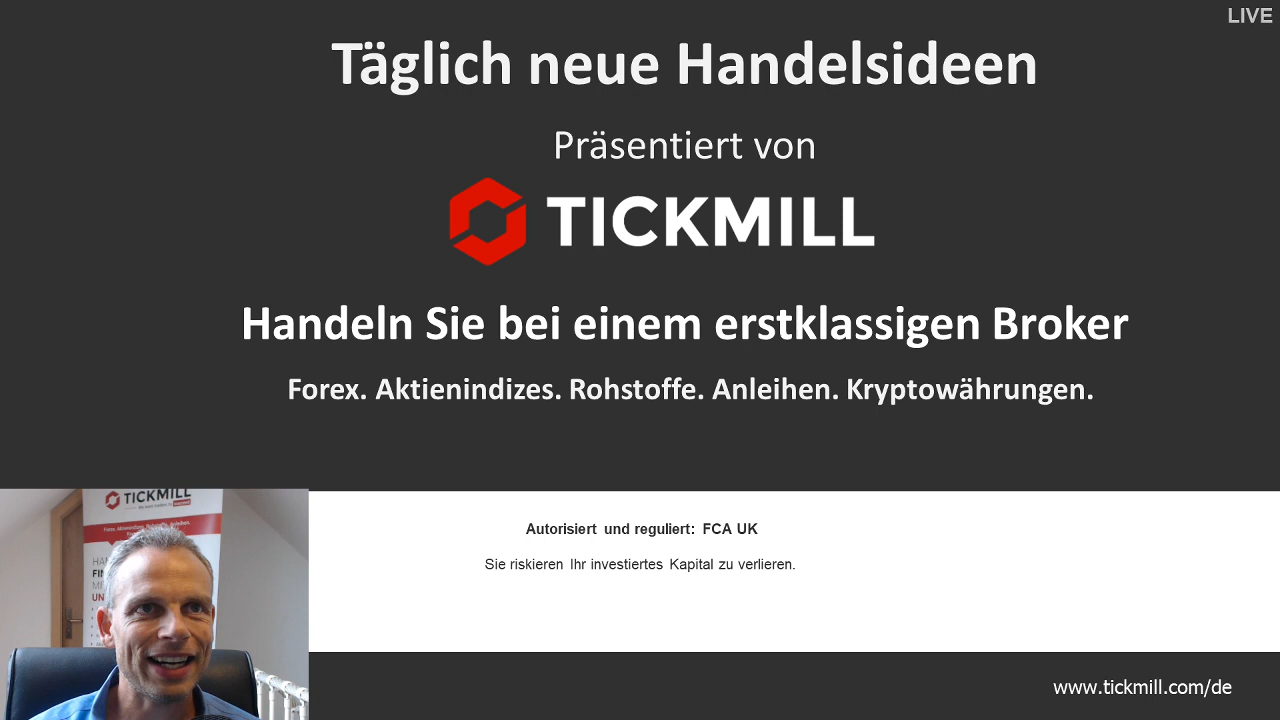 LIVE
Täglich neue Handelsideen
Präsentiert von
TICKMILL
Handeln Sie bei einem erstklassigen Broker
Forex. Aktienindizes. Rohstoffe. Anleihen. Kryptowährungen.
TICKMILL
Autorisiert und reguliert: FCA UK
Sie riskieren Ihr investiertes Kapital zu verlieren.
www.tickmill.com/de